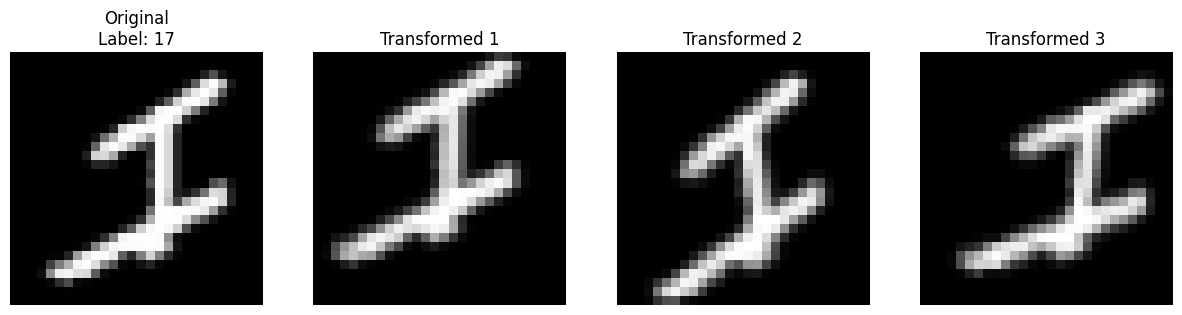 Original
Label: 17
Transformed 1
Transformed 2
Transformed 3